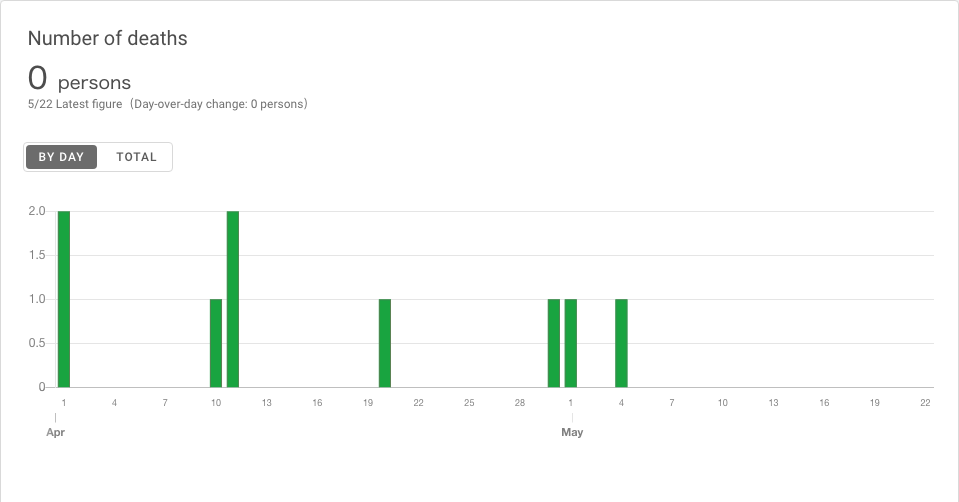 Number of deaths
0 persons
5/22 Latest figure（Day-over-day change: 0 persons）
BY DAY TOTAL
2.0
1.5
1.0
0.5
0
1 4 7 10 13 16 19 22 25 28 1 4 7 10 13 16 19 22
Apr May